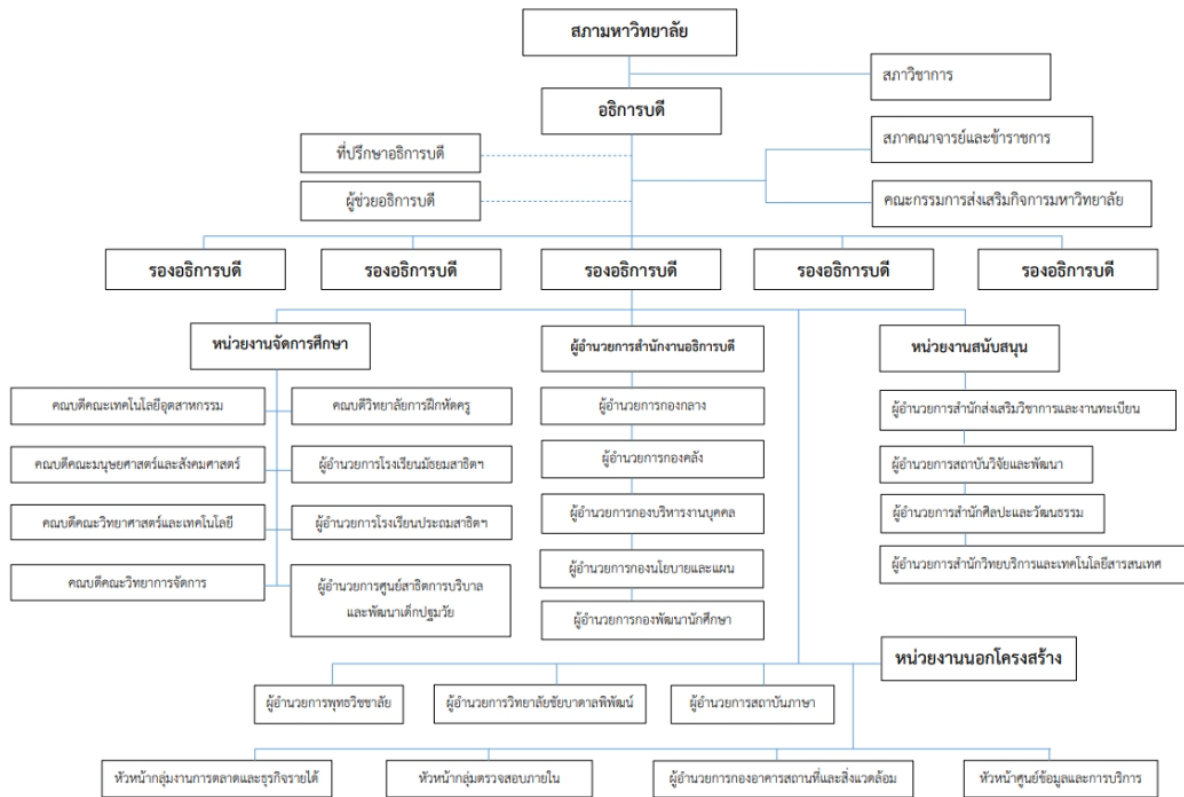 สภามหาวิทยาลัย
สภาวิชาการ
อธิการบดี
สภาคณาจารย์และข้าราชการ
ที่ปรึกษาอธิการบดี
ผู้ช่วยอธิการบดี
คณะกรรมการส่งเสริมกิจการมหาวิทยาลัย
รองอธิการบดี
รองอธิการบดี
รองอธิการบดี
รองอธิการบดี
รองอธิการบดี
หน่วยงานจัดการศึกษา
คณบดีคณะเทคโนโลยีอุตสาหกรรม
คณบดีวิทยาลัยการฝึกหัดครู
คณบดีคณะมนุษยศาสตร์และสังคมศาสตร์
ผู้อำนวยการโรงเรียนมัธยมสาธิตฯ
คณบดีคณะวิทยาศาสตร์และเทคโนโลยี
ผู้อำนวยการโรงเรียนประถมสาธิตฯ
คณบดีคณะวิทยาการจัดการ
ผู้อำนวยการศูนย์สาธิตการบริบาล
และพัฒนาเด็กปฐมวัย
ผู้อำนวยการสำนักงานอธิการบดี
ผู้อำนวยการกองกลาง
ผู้อำนวยการกองคลัง
ผู้อำนวยการกองบริหารงานบุคคล
ผู้อำนวยการกองนโยบายและแผน
ผู้อำนวยการกองพัฒนานักศึกษา
หน่วยงานสนับสนุน
ผู้อำนวยการสำนักส่งเสริมวิชาการและงานทะเบียน
ผู้อำนวยการสถาบันวิจัยและพัฒนา
ผู้อำนวยการสำนักศิลปะและวัฒนธรรม
ผู้อำนวยการสำนักวิทยบริการและเทคโนโลยีสารสนเทศ
หน่วยงานนอกโครงสร้าง
ผู้อำนวยการพุทธวิชชาลัย
ผู้อำนวยการวิทยาลัยชัยบาดาลพิพัฒน์
ผู้อำนวยการสถาบันภาษา
หัวหน้ากลุ่มงานการตลาดและธุรกิจรายได้
หัวหน้ากลุ่มตรวจสอบภายใน
ผู้อำนวยการกองอาคารสถานที่และสิ่งแวดล้อม
หัวหน้าศูนย์ข้อมูลและการบริการ